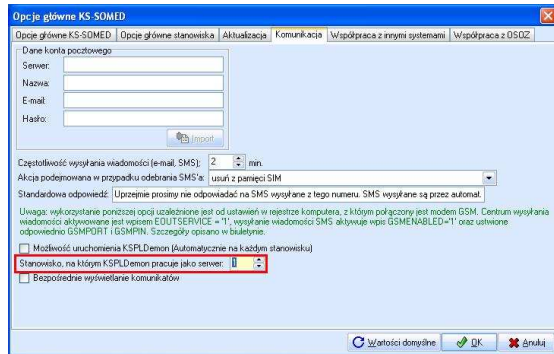 Opcje główne KS-SOMED
Opcje główne KS-SOMED Opcje główne stanowiska Aktualizacja Komunikacja Współpraca z innymi systemami Współpraca z OSOZ
Dane konta pocztowego
Serwer:
Nazwa:
E-mail:
Hasło:
Import
Częstotliwość wysyłania wiadomości (e-mail, SMS): 2 min.
Akcja podejmowana w przypadku odebrania SMS'a: usuń z pamięci SIM
Standardowa odpowiedź: Uprzejmie prosimy nie odpowiadać na SMS wysyłane z tego numeru. SMS wysyłane są przez automat.
Uwaga: wykorzystanie poniższej opcji uzależnione jest od ustawień w rejestrze komputera, z którym połączony jest modem GSM. Centrum wysyłania
wiadomości aktywowane jest wpisem EOUTSERVICE = '1', wysyłanie wiadomości SMS aktywuje wpis GSMENABLED='1' oraz ustawione
odpowiednio GSMPORT i GSMPIN. Szczegóły opisano w biuletynie.
Możliwość uruchomienia KSPLDemon (Automatycznie na każdym stanowisku)
Stanowisko, na którym KSPLDemon pracuje jako serwer: 1
Bezpośrednie wyświetlanie komunikatów
Wartości domyślne OK Anuluj